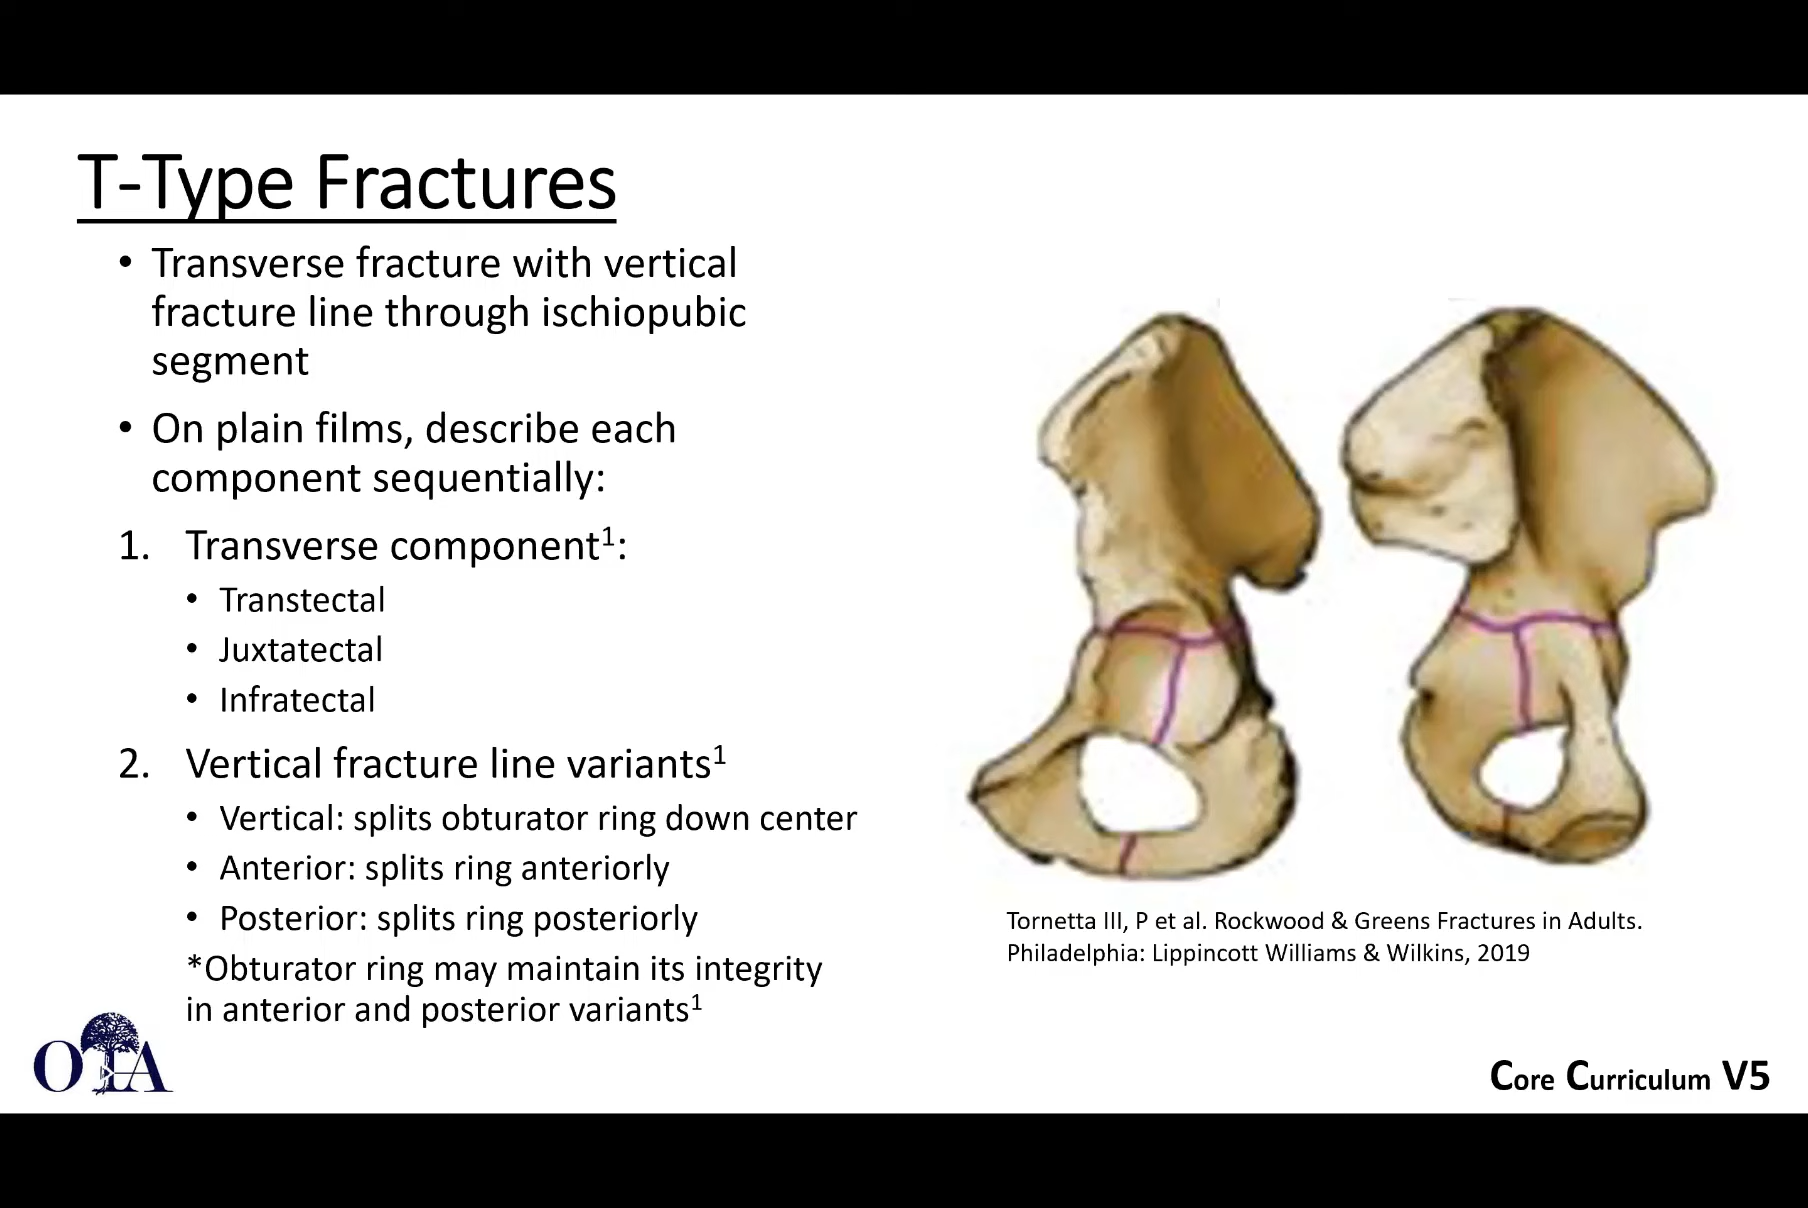 T-Type Fractures
• Transverse fracture with vertical
fracture line through ischiopubic
segment
• On plain films, describe each
component sequentially:
1. Transverse component¹:
• Transtectal
• Juxtatectal
• Infratectal
2. Vertical fracture line variants¹
• Vertical: splits obturator ring down center
• Anterior: splits ring anteriorly
• Posterior: splits ring posteriorly
*Obturator ring may maintain its integrity
in anterior and posterior variants¹
Tornetta III, P et al. Rockwood & Greens Fractures in Adults.
Philadelphia: Lippincott Williams & Wilkins, 2019
OTA
Core Curriculum V5